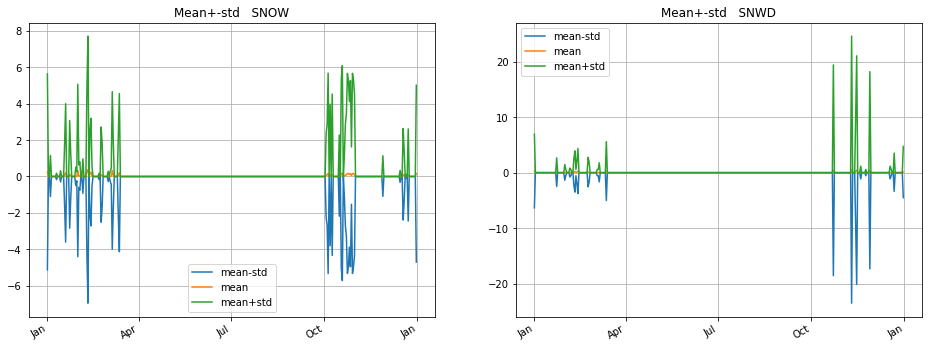 Mean+-std SNOW
8
6
4
2
0
−2
−4
−6
mean-std
mean
mean+std
Jan
Apr
Jul
Oct
Jan
Mean+-std SNWD
mean-std
mean
mean+std
20
10
0
−10
−20
Jan
Apr
Jul
Oct
Jan